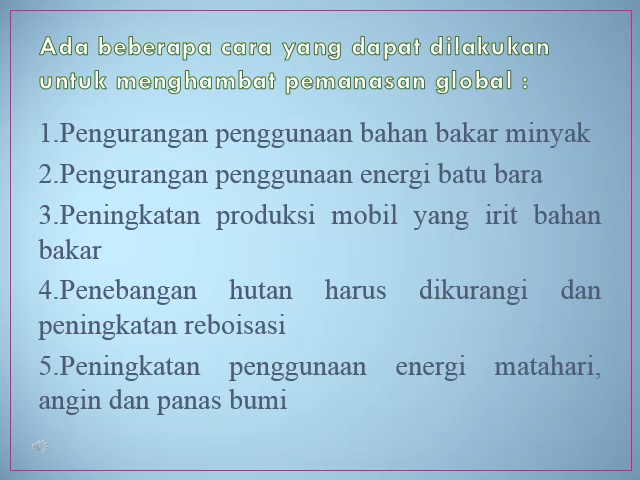 Ada beberapa cara yang dapat dilakukan
untuk menghambat pemanasan global :
1.Pengurangan penggunaan bahan bakar minyak
2.Pengurangan penggunaan energi batu bara
3.Peningkatan produksi mobil yang irit bahan
bakar
4.Penebangan hutan harus dikurangi dan
peningkatan reboisasi
5.Peningkatan penggunaan energi matahari,
angin dan panas bumi